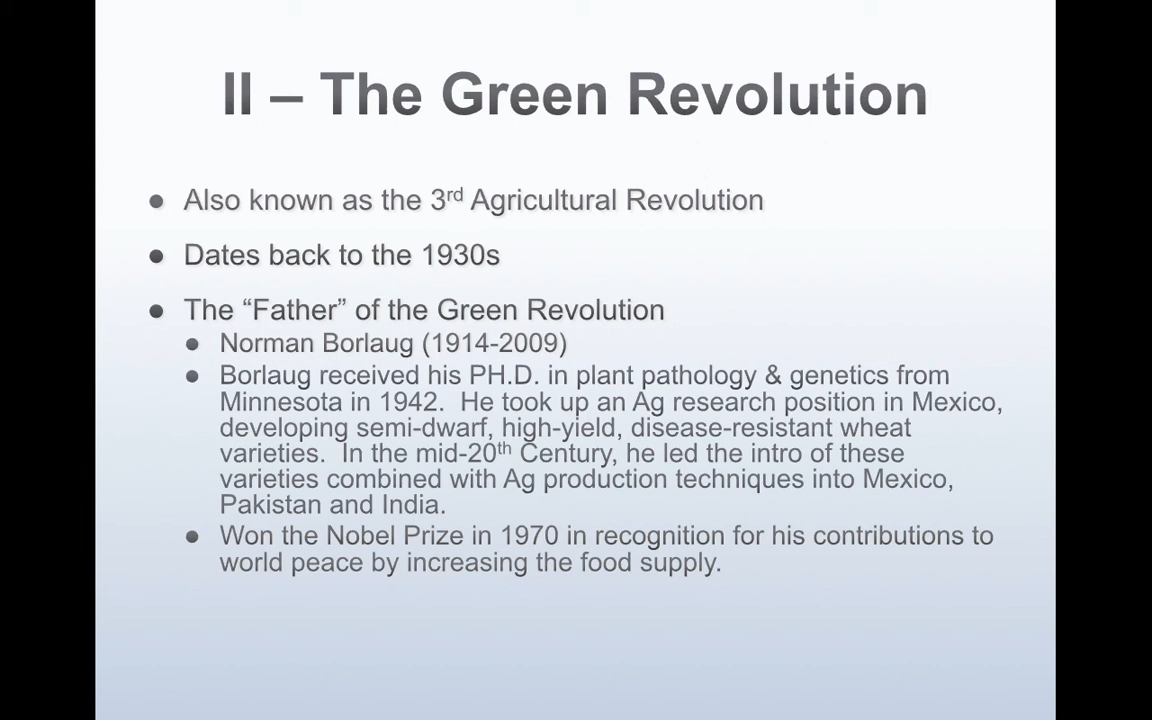 II – The Green Revolution
● Also known as the 3rd Agricultural Revolution
● Dates back to the 1930s
● The “Father” of the Green Revolution
● Norman Borlaug (1914-2009)
● Borlaug received his PH.D. in plant pathology & genetics from
Minnesota in 1942.  He took up an Ag research position in Mexico,
developing semi-dwarf, high-yield, disease-resistant wheat
varieties.  In the mid-20th Century, he led the intro of these
varieties combined with Ag production techniques into Mexico,
Pakistan and India.
● Won the Nobel Prize in 1970 in recognition for his contributions to
world peace by increasing the food supply.